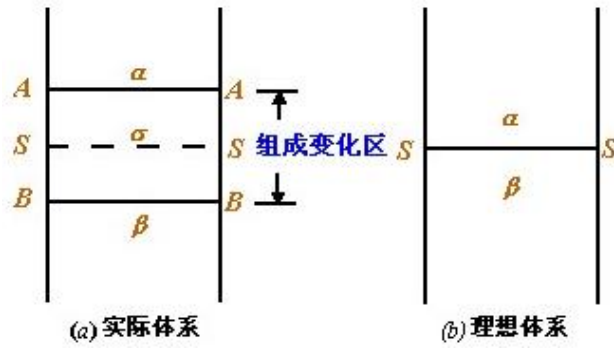 α
A A
S σ S 组成变化区
B B
β
(a) 实际体系
α
S S
β
(b) 理想体系